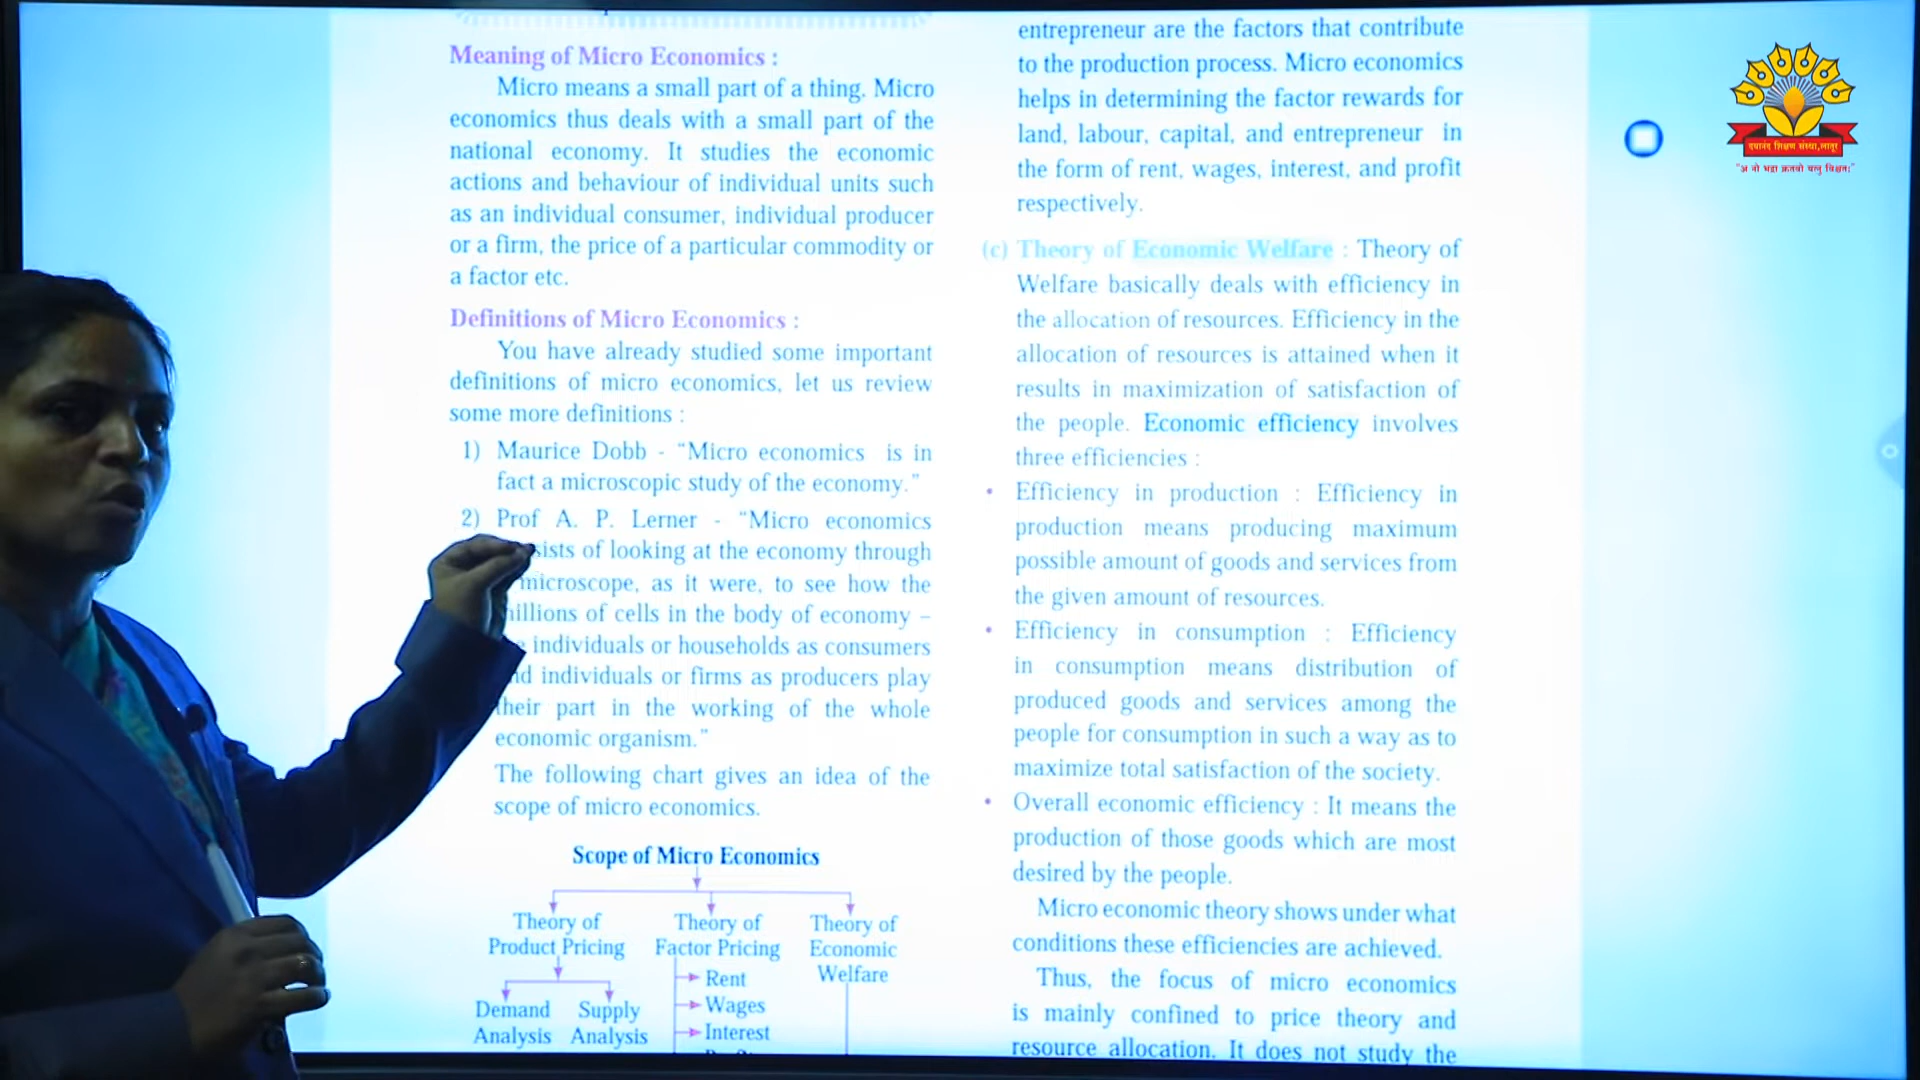 Meaning of Micro Economics :
Micro means a small part of a thing. Micro
economics thus deals with a small part of the
national economy. It studies the economic
actions and behaviour of individual units such
as an individual consumer, individual producer
or a firm, the price of a particular commodity or
a factor etc.
Definitions of Micro Economics :
You have already studied some important
definitions of micro economics, let us review
some more definitions :
1) Maurice Dobb - "Micro economics is in
fact a microscopic study of the economy."
2) Prof A. P. Lerner - "Micro economics
sists of looking at the economy through
microscope, as it were, to see how the
illions of cells in the body of economy –
individuals or households as consumers
individuals or firms as producers play
their part in the working of the whole
economic organism."
The following chart gives an idea of the
scope of micro economics.
Scope of Micro Economics
Theory of Product Pricing
Theory of Factor Pricing
Theory of Economic Welfare
Demand Analysis
Supply Analysis
Rent
Wages
Interest
entrepreneur are the factors that contribute
to the production process. Micro economics
helps in determining the factor rewards for
land, labour, capital, and entrepreneur in
the form of rent, wages, interest, and profit
respectively.
(c) Theory of Economic Welfare : Theory of
Welfare basically deals with efficiency in
the allocation of resources. Efficiency in the
allocation of resources is attained when it
results in maximization of satisfaction of
the people. Economic efficiency involves
three efficiencies :
• Efficiency in production : Efficiency in
production means producing maximum
possible amount of goods and services from
the given amount of resources.
• Efficiency in consumption : Efficiency
in consumption means distribution of
produced goods and services among the
people for consumption in such a way as to
maximize total satisfaction of the society.
• Overall economic efficiency : It means the
production of those goods which are most
desired by the people.
Micro economic theory shows under what
conditions these efficiencies are achieved.
Thus, the focus of micro economics
is mainly confined to price theory and
resource allocation. It does not study the
दयानंद शिक्षण संस्था, लातूर